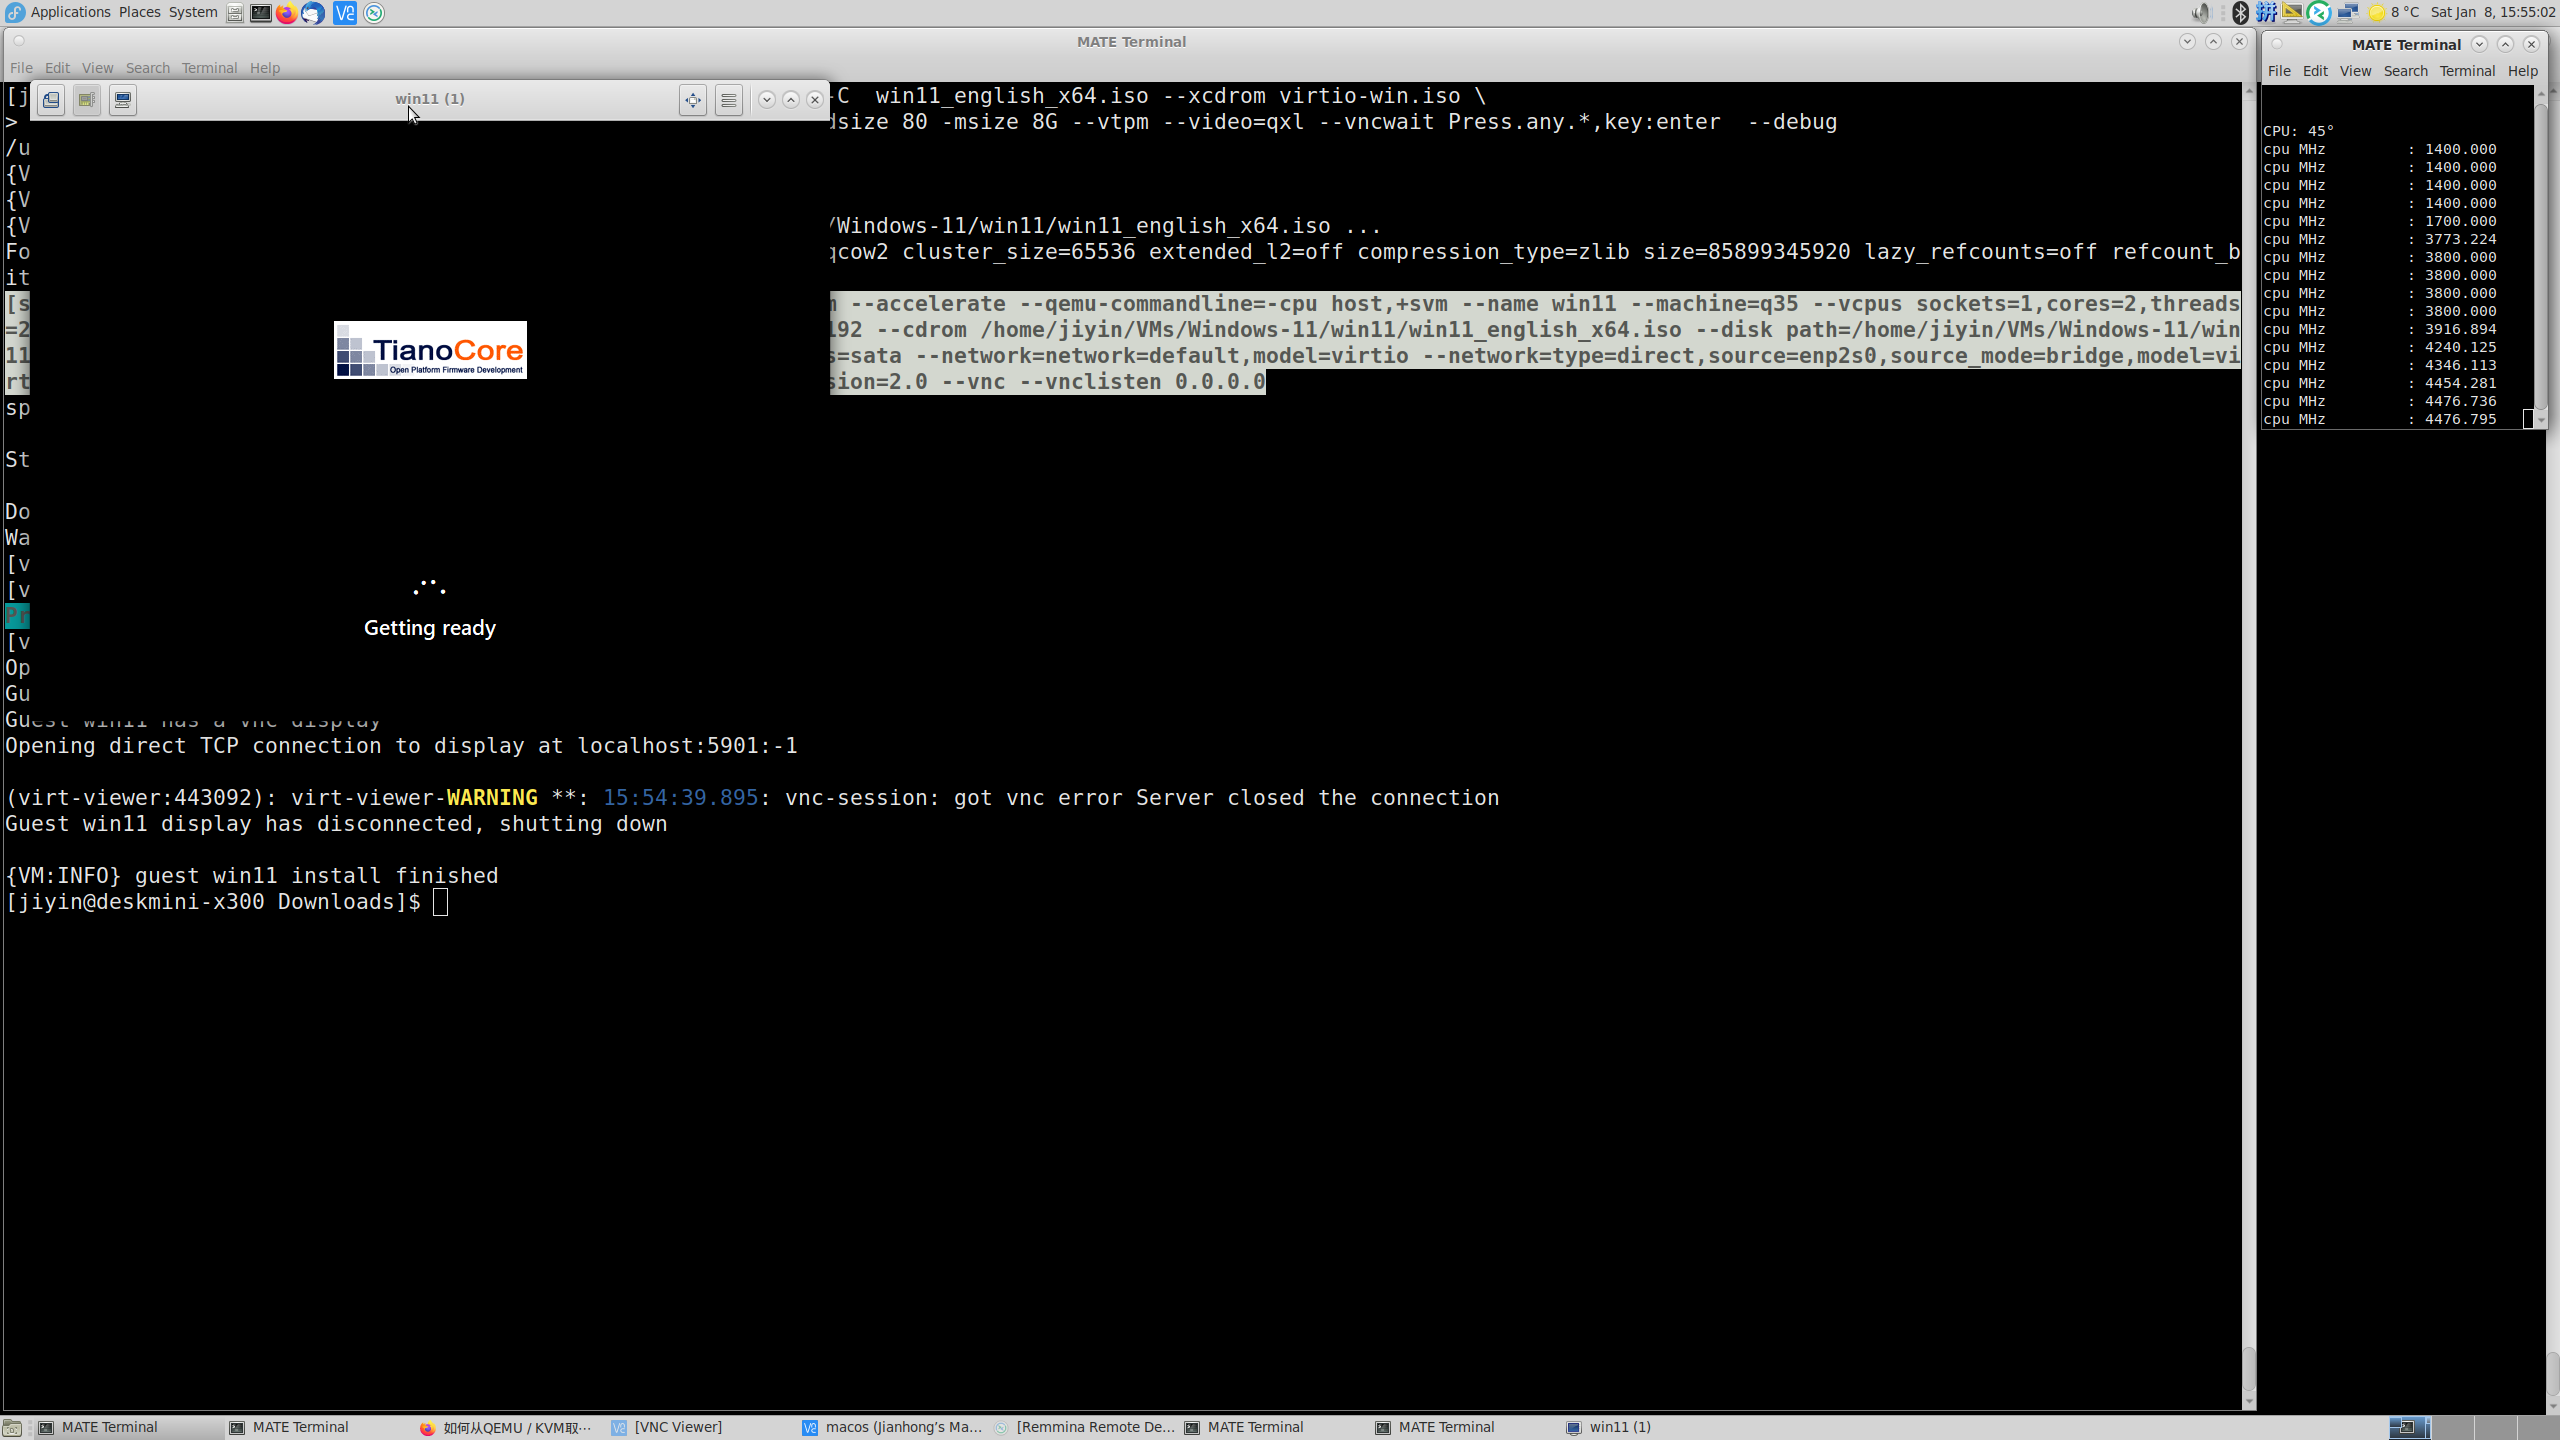 Applications Places System
8 °C Sat Jan 8, 15:55:02
MATE Terminal
File Edit View Search Terminal Help
win11 (1)
[j
-C win11_english_x64.iso --xcdrom virtio-win.iso \
>
size 80 -msize 8G --vtpm --video=qxl --vncwait Press.any.*,key:enter --debug
/u
{V
{V
{V
/Windows-11/win11/win11_english_x64.iso ...
Fo
qcow2 cluster_size=65536 extended_l2=off compression_type=zlib size=85899345920 lazy_refcounts=off refcount_b
it
[s
--accelerate --qemu-commandline=-cpu host,+svm --name win11 --machine=q35 --vcpus sockets=1,cores=2,threads
=2
192 --cdrom /home/jiyin/VMs/Windows-11/win11/win11_english_x64.iso --disk path=/home/jiyin/VMs/Windows-11/win
11
s=sata --network=network=default,model=virtio --network=type=direct,source=enp2s0,source_mode=bridge,model=vi
rt
sion=2.0 --vnc --vnclisten 0.0.0.0
sp
St
Do
Wa
[v
[v
Pr
[v
Op
Gu
TianoCore
Open Platform Firmware Development
Getting ready
Guest win11 has a vnc display
Opening direct TCP connection to display at localhost:5901:-1
(virt-viewer:443092): virt-viewer-WARNING **: 15:54:39.895: vnc-session: got vnc error Server closed the connection
Guest win11 display has disconnected, shutting down
{VM:INFO} guest win11 install finished
[jiyin@deskmini-x300 Downloads]$
MATE Terminal
File Edit View Search Terminal Help
CPU: 45°
cpu MHz : 1400.000
cpu MHz : 1400.000
cpu MHz : 1400.000
cpu MHz : 1400.000
cpu MHz : 1700.000
cpu MHz : 3773.224
cpu MHz : 3800.000
cpu MHz : 3800.000
cpu MHz : 3800.000
cpu MHz : 3800.000
cpu MHz : 3916.894
cpu MHz : 4240.125
cpu MHz : 4346.113
cpu MHz : 4454.281
cpu MHz : 4476.736
cpu MHz : 4476.795
MATE Terminal
MATE Terminal
如何从QEMU / KVM取…
[VNC Viewer]
macos (Jianhong’s Ma…
[Remmina Remote De…
MATE Terminal
MATE Terminal
win11 (1)